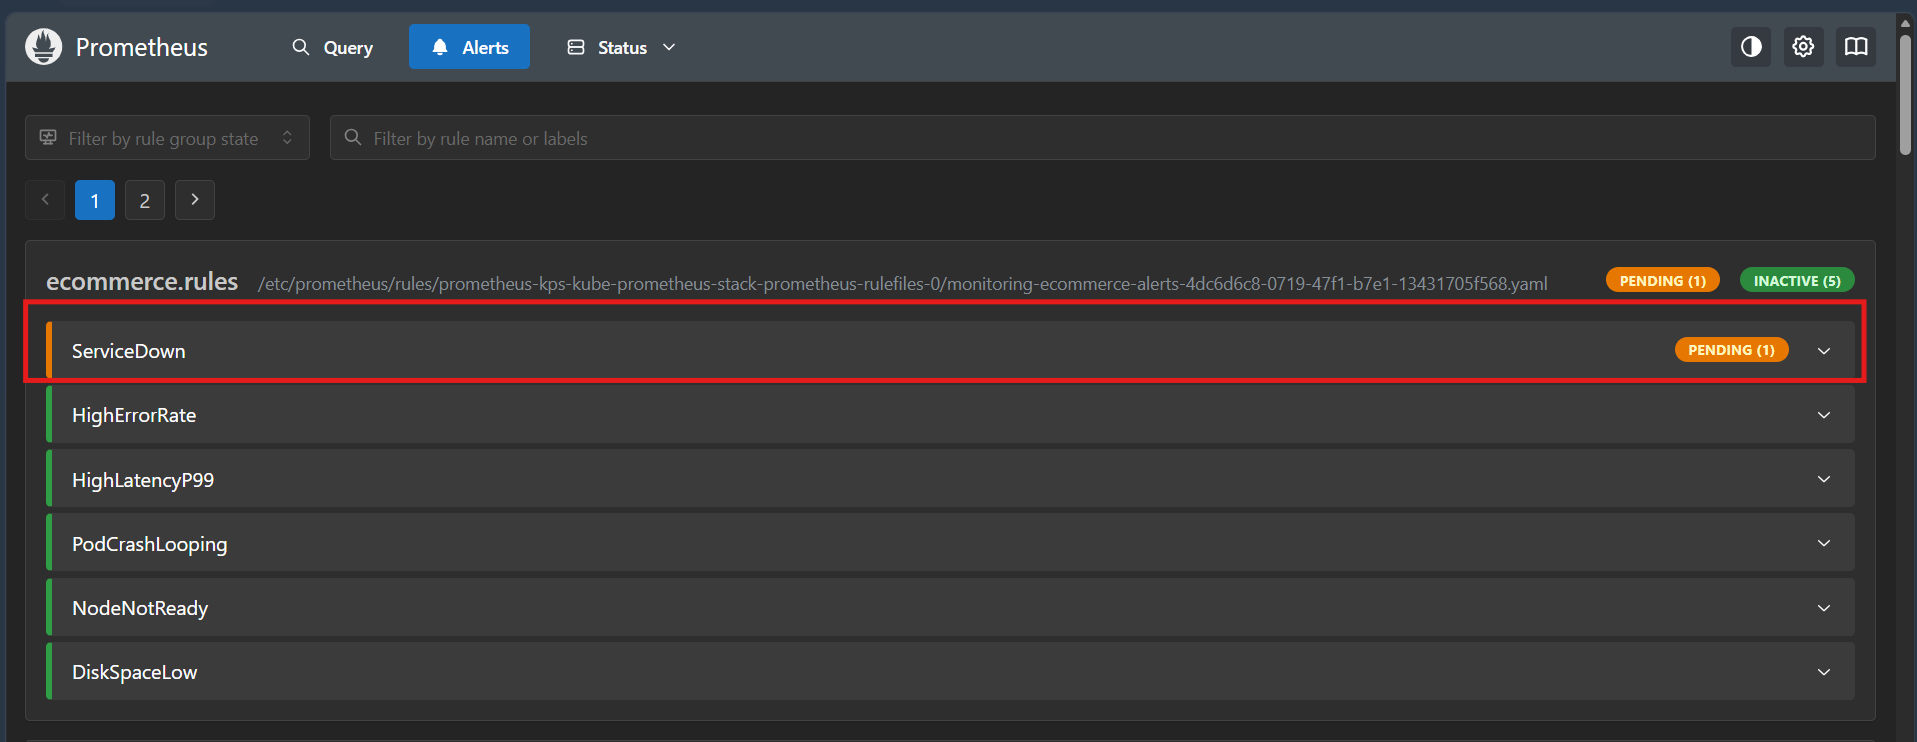 Prometheus Query Alerts Status
Filter by rule group state Filter by rule name or labels
1 2
ecommerce.rules /etc/prometheus/rules/prometheus-kps-kube-prometheus-stack-prometheus-rulefiles-0/monitoring-ecommerce-alerts-4dc6d6c8-0719-47f1-b7e1-13431705f568.yaml PENDING (1) INACTIVE (5)
ServiceDown PENDING (1)
HighErrorRate
HighLatencyP99
PodCrashLooping
NodeNotReady
DiskSpaceLow